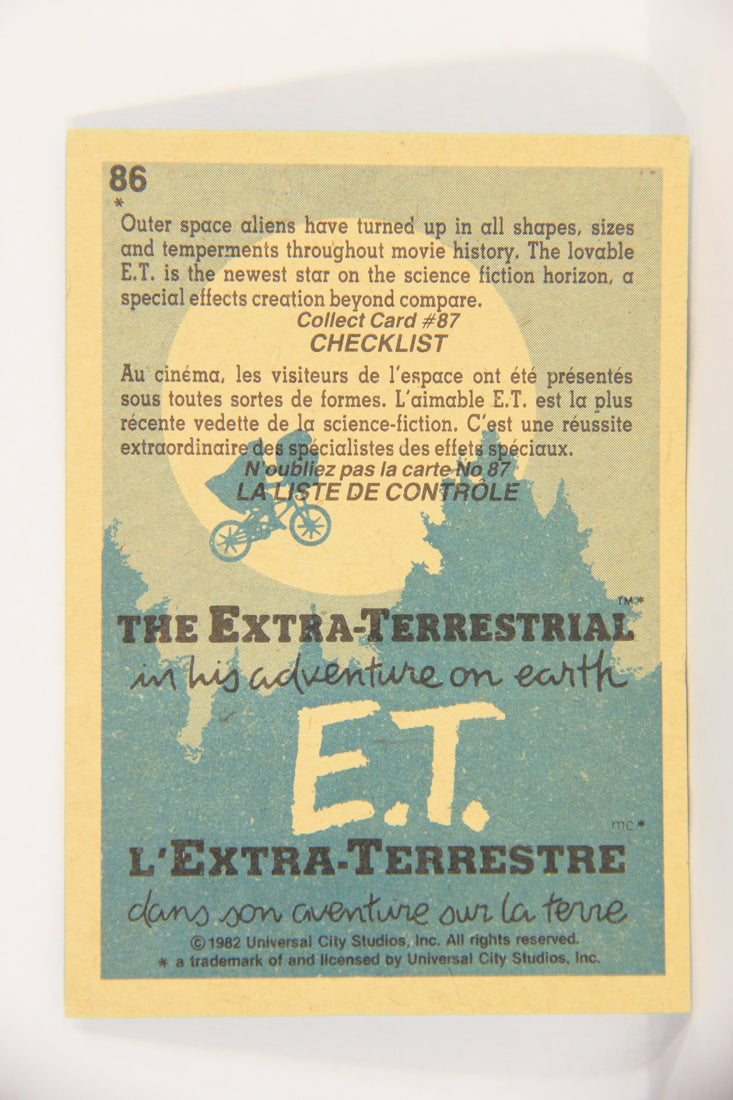 86
*
Outer space aliens have turned up in all shapes, sizes
and temperments throughout movie history. The lovable
E.T. is the newest star on the science fiction horizon, a
special effects creation beyond compare.
Collect Card #87
CHECKLIST
Au cinéma, les visiteurs de l'espace ont été présentés
sous toutes sortes de formes. L'aimable E.T. est la plus
récente vedette de la science-fiction. C'est une réussite
extraordinaire des spécialistes des effets spéciaux.
N'oubliez pas la carte No 87
LA LISTE DE CONTRÔLE
TM*
THE EXTRA-TERRESTRIAL
in his adventure on earth
E.T.
mc*
L'EXTRA-TERRESTRE
dans son aventure sur la terre
©1982 Universal City Studios, Inc. All rights reserved.
* a trademark of and licensed by Universal City Studios, Inc.